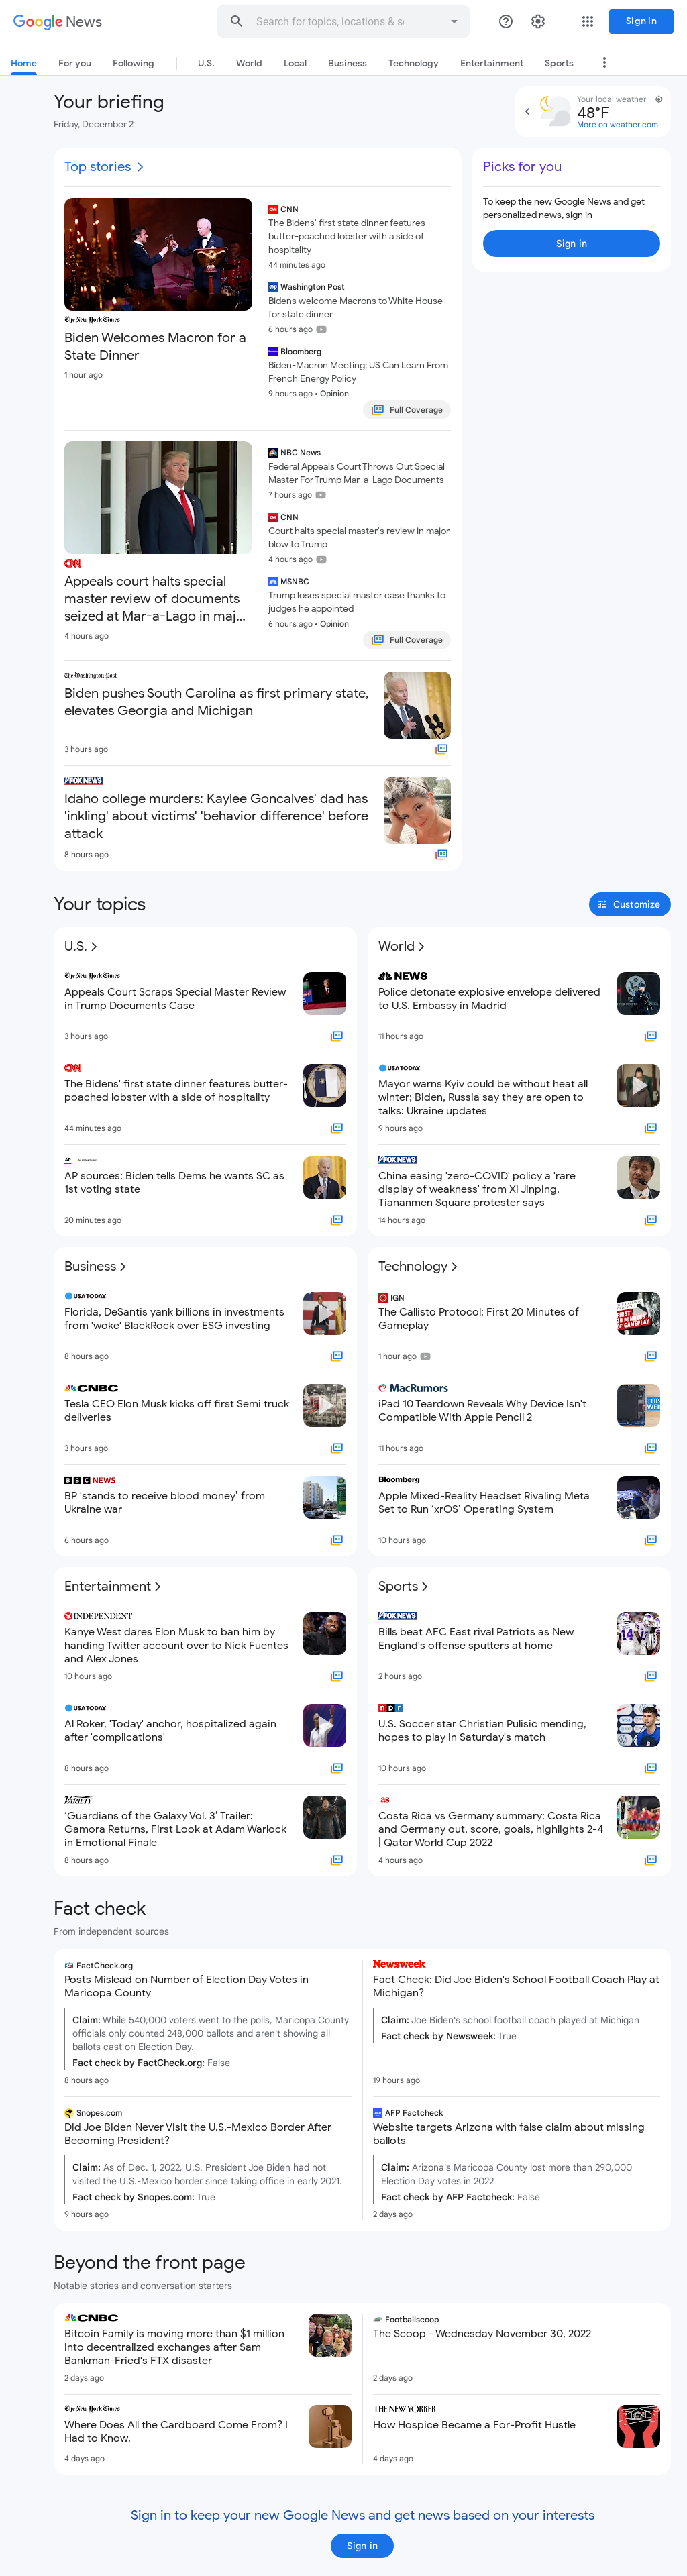 Google News
Search for topics, locations & so
Sign in
Home
For you
Following
U.S.
World
Local
Business
Technology
Entertainment
Sports
Your briefing
Friday, December 2
Your local weather
48°F
More on weather.com
Top stories
The New York Times
Biden Welcomes Macron for a
State Dinner
1 hour ago
CNN
The Bidens' first state dinner features
butter-poached lobster with a side of
hospitality
44 minutes ago
Washington Post
Bidens welcome Macrons to White House
for state dinner
6 hours ago
Bloomberg
Biden-Macron Meeting: US Can Learn From
French Energy Policy
9 hours ago • Opinion
Full Coverage
CNN
Appeals court halts special
master review of documents
seized at Mar-a-Lago in maj...
4 hours ago
NBC News
Federal Appeals Court Throws Out Special
Master For Trump Mar-a-Lago Documents
7 hours ago
CNN
Court halts special master's review in major
blow to Trump
4 hours ago
MSNBC
Trump loses special master case thanks to
judges he appointed
6 hours ago • Opinion
Full Coverage
The Washington Post
Biden pushes South Carolina as first primary state,
elevates Georgia and Michigan
3 hours ago
FOX NEWS
Idaho college murders: Kaylee Goncalves' dad has
'inkling' about victims' 'behavior difference' before
attack
8 hours ago
Picks for you
To keep the new Google News and get
personalized news, sign in
Sign in
Your topics
Customize
U.S.
The New York Times
Appeals Court Scraps Special Master Review
in Trump Documents Case
3 hours ago
CNN
The Bidens' first state dinner features butter-
poached lobster with a side of hospitality
44 minutes ago
AP
AP sources: Biden tells Dems he wants SC as
1st voting state
20 minutes ago
World
NEWS
Police detonate explosive envelope delivered
to U.S. Embassy in Madrid
11 hours ago
USA TODAY
Mayor warns Kyiv could be without heat all
winter; Biden, Russia say they are open to
talks: Ukraine updates
9 hours ago
FOX NEWS
China easing 'zero-COVID' policy a 'rare
display of weakness' from Xi Jinping,
Tiananmen Square protester says
14 hours ago
Business
USA TODAY
Florida, DeSantis yank billions in investments
from 'woke' BlackRock over ESG investing
8 hours ago
CNBC
Tesla CEO Elon Musk kicks off first Semi truck
deliveries
3 hours ago
BBC NEWS
BP 'stands to receive blood money' from
Ukraine war
6 hours ago
Technology
IGN
The Callisto Protocol: First 20 Minutes of
Gameplay
1 hour ago
MacRumors
iPad 10 Teardown Reveals Why Device Isn't
Compatible With Apple Pencil 2
11 hours ago
Bloomberg
Apple Mixed-Reality Headset Rivaling Meta
Set to Run 'xrOS' Operating System
10 hours ago
Entertainment
INDEPENDENT
Kanye West dares Elon Musk to ban him by
handing Twitter account over to Nick Fuentes
and Alex Jones
10 hours ago
USA TODAY
Al Roker, 'Today' anchor, hospitalized again
after 'complications'
8 hours ago
VARIETY
'Guardians of the Galaxy Vol. 3' Trailer:
Gamora Returns, First Look at Adam Warlock
in Emotional Finale
8 hours ago
Sports
FOX NEWS
Bills beat AFC East rival Patriots as New
England's offense sputters at home
2 hours ago
npr
U.S. Soccer star Christian Pulisic mending,
hopes to play in Saturday's match
10 hours ago
as
Costa Rica vs Germany summary: Costa Rica
and Germany out, score, goals, highlights 2-4
| Qatar World Cup 2022
4 hours ago
Fact check
From independent sources
FactCheck.org
Posts Mislead on Number of Election Day Votes in
Maricopa County
Claim: While 540,000 voters went to the polls, Maricopa County
officials only counted 248,000 ballots and aren't showing all
ballots cast on Election Day.
Fact check by FactCheck.org: False
8 hours ago
Newsweek
Fact Check: Did Joe Biden's School Football Coach Play at
Michigan?
Claim: Joe Biden's school football coach played at Michigan
Fact check by Newsweek: True
19 hours ago
Snopes.com
Did Joe Biden Never Visit the U.S.-Mexico Border After
Becoming President?
Claim: As of Dec. 1, 2022, U.S. President Joe Biden had not
visited the U.S.-Mexico border since taking office in early 2021.
Fact check by Snopes.com: True
9 hours ago
AFP Factcheck
Website targets Arizona with false claim about missing
ballots
Claim: Arizona's Maricopa County lost more than 290,000
Election Day votes in 2022
Fact check by AFP Factcheck: False
2 days ago
Beyond the front page
Notable stories and conversation starters
CNBC
Bitcoin Family is moving more than $1 million
into decentralized exchanges after Sam
Bankman-Fried's FTX disaster
2 days ago
Footballscoop
The Scoop - Wednesday November 30, 2022
2 days ago
The New York Times
Where Does All the Cardboard Come From? I
Had to Know.
4 days ago
THE NEW YORKER
How Hospice Became a For-Profit Hustle
4 days ago
Sign in to keep your new Google News and get news based on your interests
Sign in